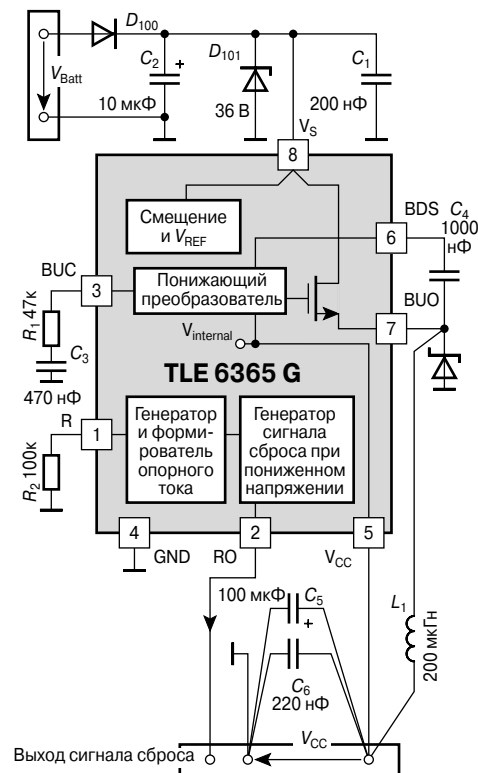 D100
VBatt
C2
+
10 мкФ
D101
36 В
C1
200 нФ
VS
8
Смещение
и VREF
BDS
C4
1000
нФ
6
BUC
3
Понижающий
преобразователь
BUO
7
R1 47к
C3
470 нФ
Vinternal
TLE 6365 G
R
1
R2 100к
Генератор
и форми-
рователь
опорного
тока
Генератор
сигнала
сброса при
пониженном
напряжении
4
2
5
GND
RO
VCC
100 мкФ
C5
+
C6
220 нФ
L1
200 мкГн
VCC
Выход сигнала сброса